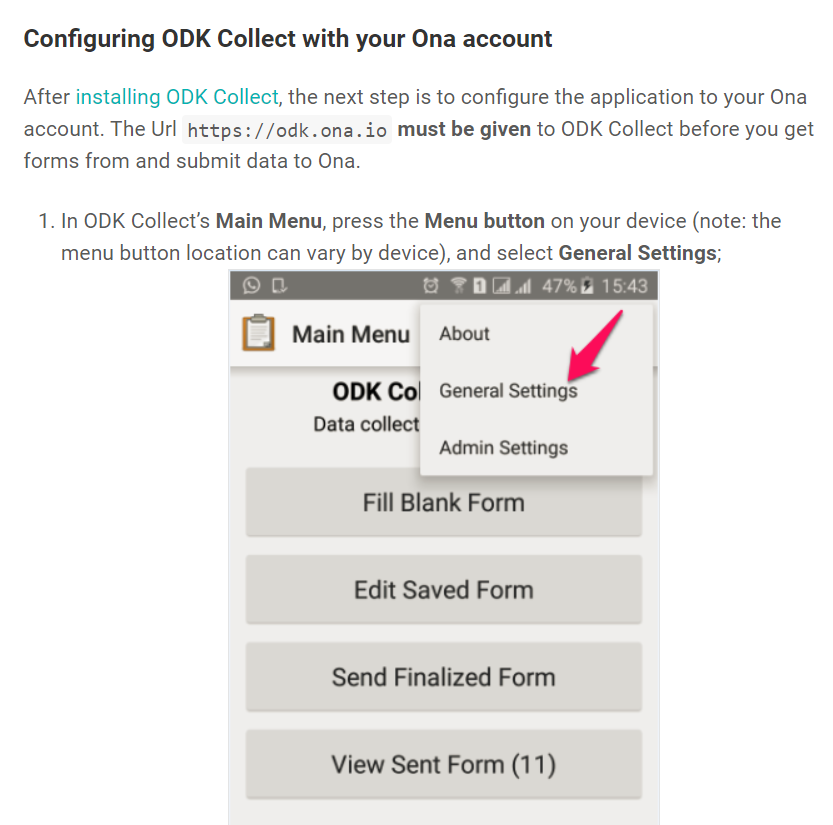 Configuring ODK Collect with your Ona account
After installing ODK Collect, the next step is to configure the application to your Ona
account. The Url https://odk.ona.io must be given to ODK Collect before you get
forms from and submit data to Ona.
1. In ODK Collect’s Main Menu, press the Menu button on your device (note: the
menu button location can vary by device), and select General Settings;
1 47% 15:43
Main Menu
About
ODK Col
General Settings
Data collect
Admin Settings
Fill Blank Form
Edit Saved Form
Send Finalized Form
View Sent Form (11)